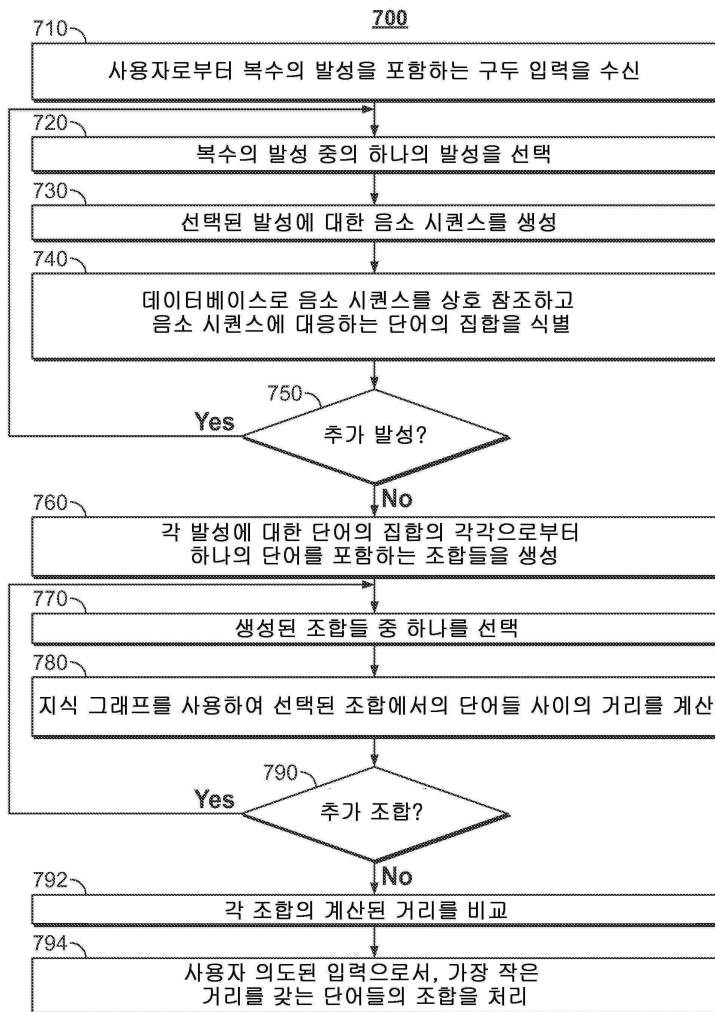 700
710
사용자로부터 복수의 발성을 포함하는 구두 입력을 수신
720
복수의 발성 중의 하나의 발성을 선택
730
선택된 발성에 대한 음소 시퀀스를 생성
740
데이터베이스로 음소 시퀀스를 상호 참조하고
음소 시퀀스에 대응하는 단어의 집합을 식별
750
Yes
추가 발성?
No
760
각 발성에 대한 단어의 집합의 각각으로부터
하나의 단어를 포함하는 조합들을 생성
770
생성된 조합들 중 하나를 선택
780
지식 그래프를 사용하여 선택된 조합에서의 단어들 사이의 거리를 계산
790
Yes
추가 조합?
No
792
각 조합의 계산된 거리를 비교
794
사용자 의도된 입력으로서, 가장 작은
거리를 갖는 단어들의 조합을 처리